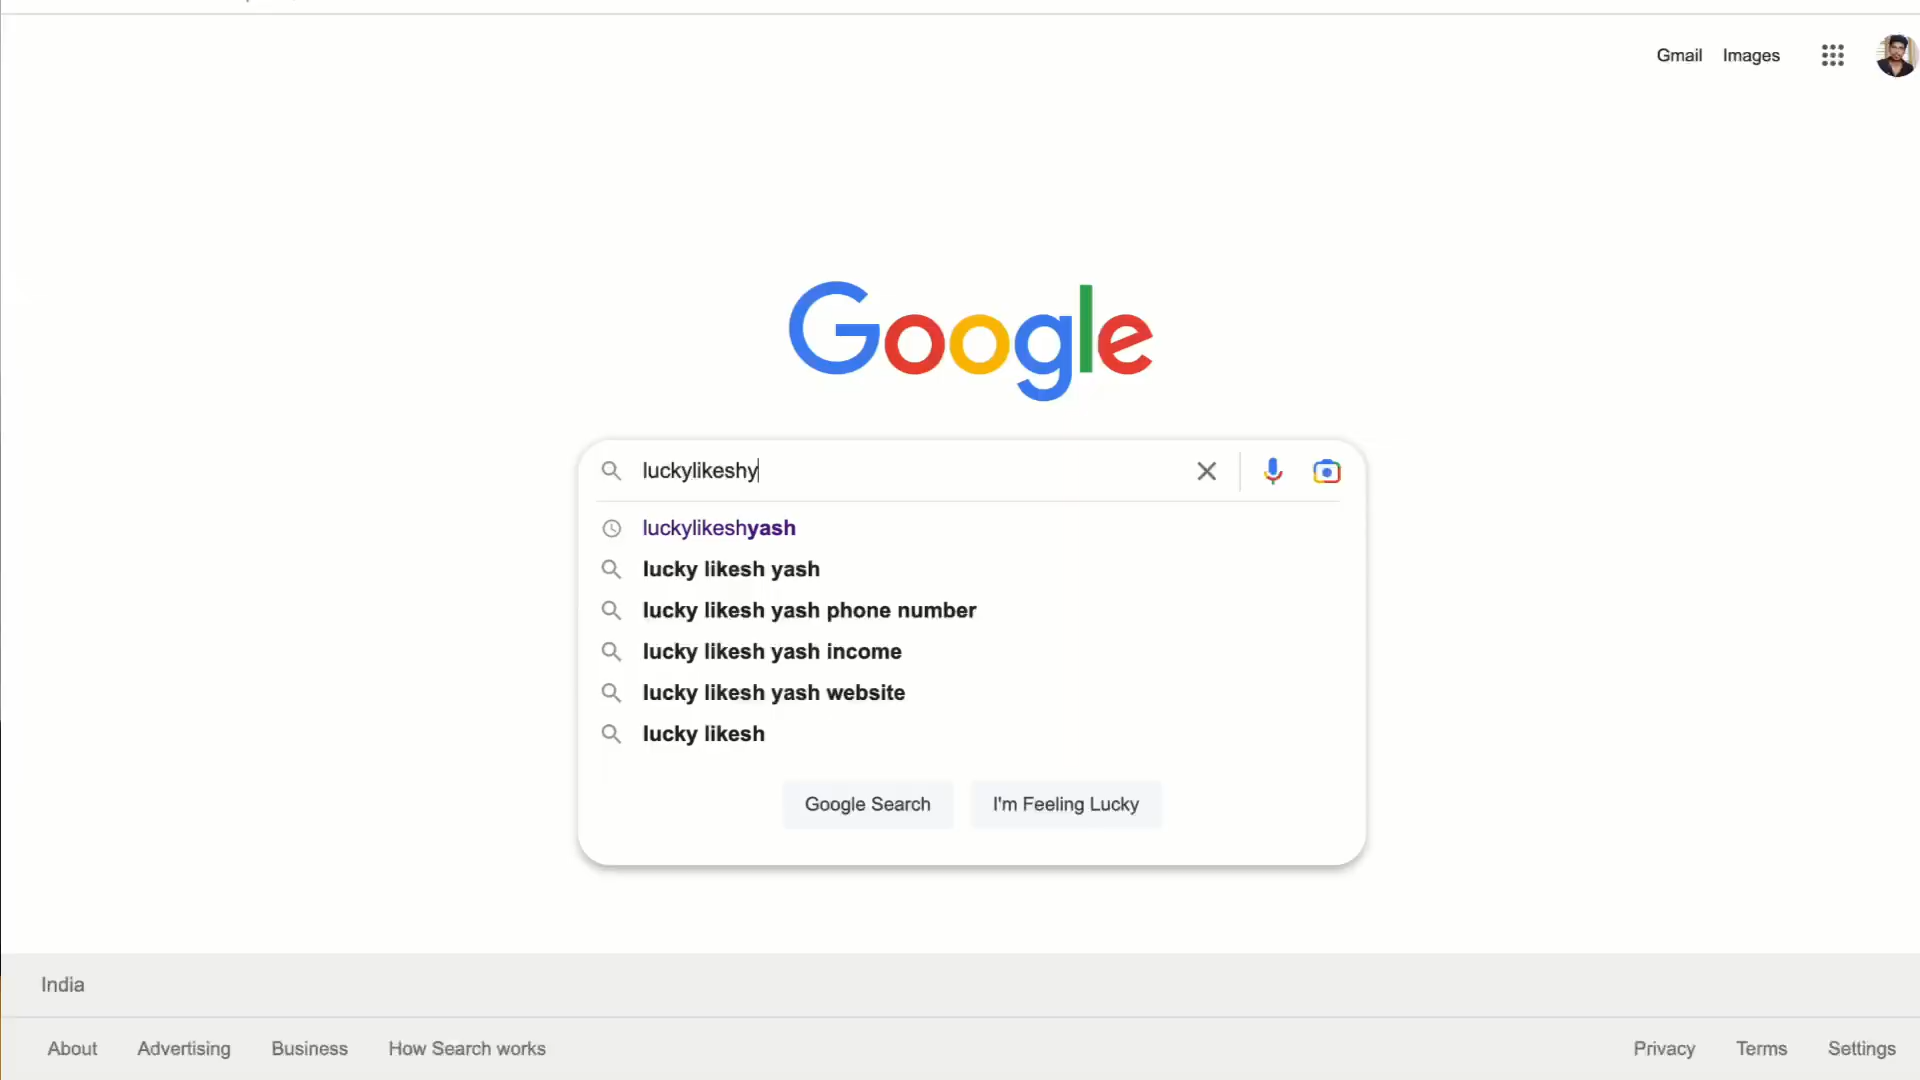 Gmail Images
Google
luckylikeshy
luckylikeshyash
lucky likesh yash
lucky likesh yash phone number
lucky likesh yash income
lucky likesh yash website
lucky likesh
Google Search I'm Feeling Lucky
India
About Advertising Business How Search works Privacy Terms Settings